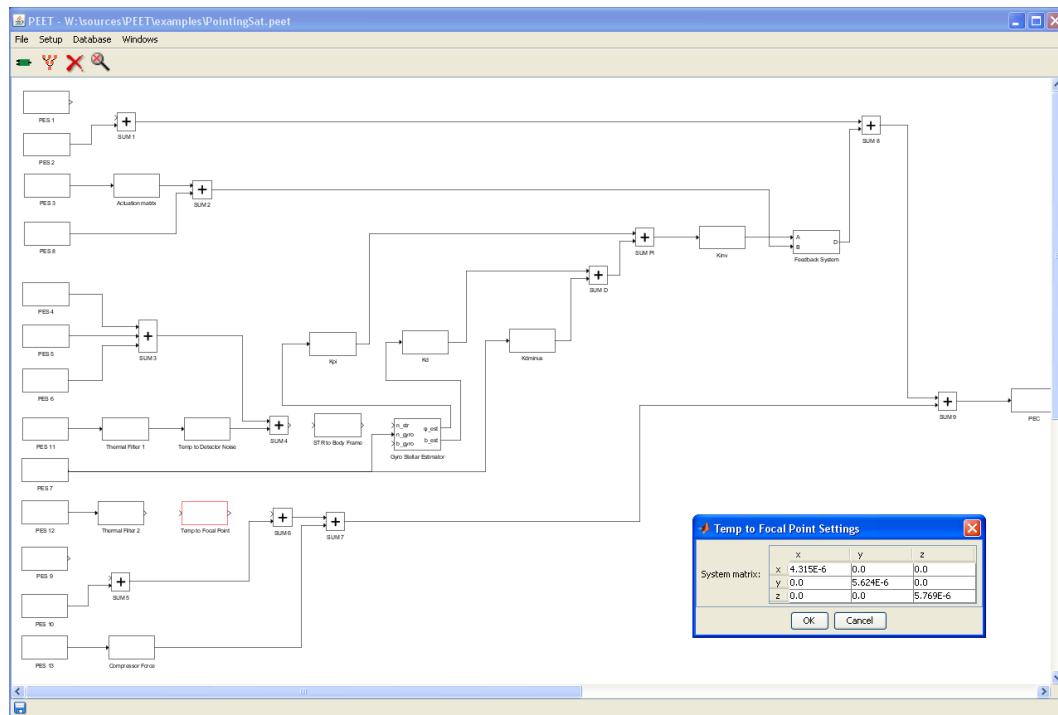 PEET - W:\sources\PEET\examples\PointingSat.peet
File Setup Database Windows
PES 1
SUM 1
SUM 8
PES 2
PES 3
Actuation matrix
SUM 2
PES 8
SUM PI
Kinv
A
B
D
Feedback System
SUM D
PES 4
PES 5
SUM 3
Kpi
Kd
Kdminus
PES 6
SUM 9
PEC
PES 11
Thermal Filter 1
Temp to Detector Noise
SUM 4
STR to Body Frame
n_str
n_gyro
b_gyro
φ_est
b_est
Gyro Stellar Estimator
PES 7
PES 12
Thermal Filter 2
Temp to Focal Point
SUM 6
SUM 7
PES 9
SUM 5
PES 10
PES 13
Compressor Force
Temp to Focal Point Settings
x y z
System matrix:
x 4.315E-6 0.0 0.0
y 0.0 5.624E-6 0.0
z 0.0 0.0 5.769E-6
OK Cancel